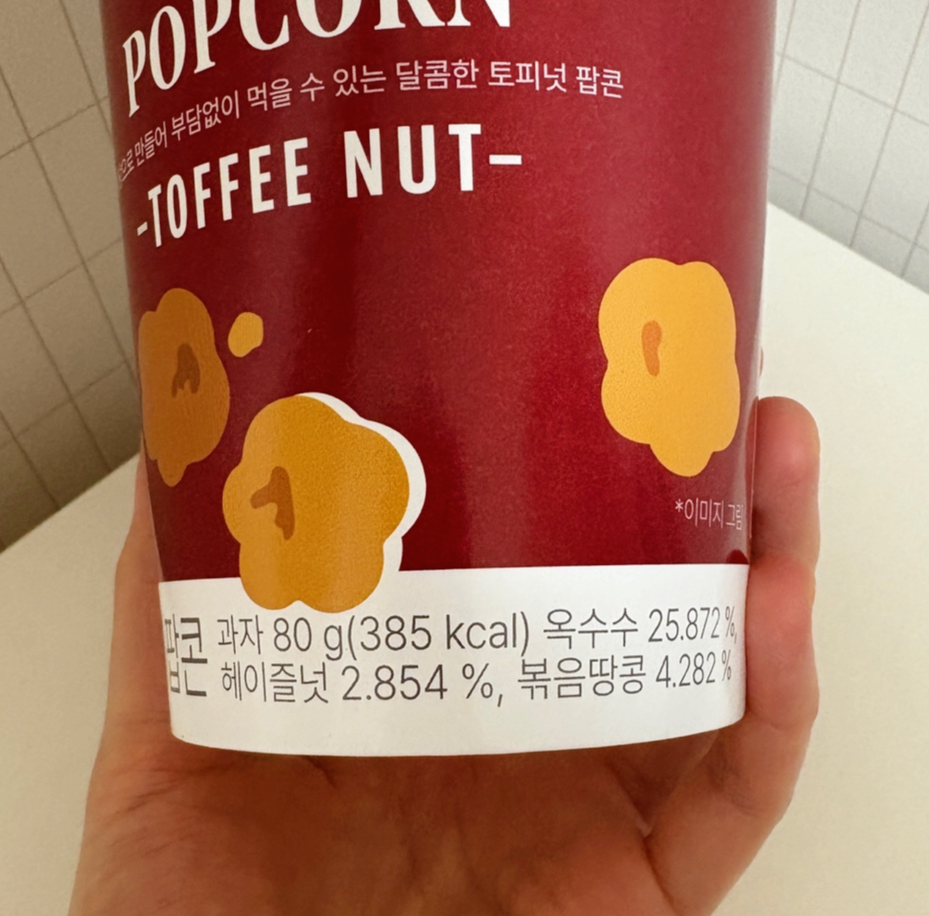 POPCORN
만들어 부담없이 먹을 수 있는 달콤한 토피넛 팝콘
-TOFFEE NUT-
*이미지
팝콘 과자 80 g(385 kcal) 옥수수 25.872 %,
헤이즐넛 2.854 %, 볶음땅콩 4.282 %